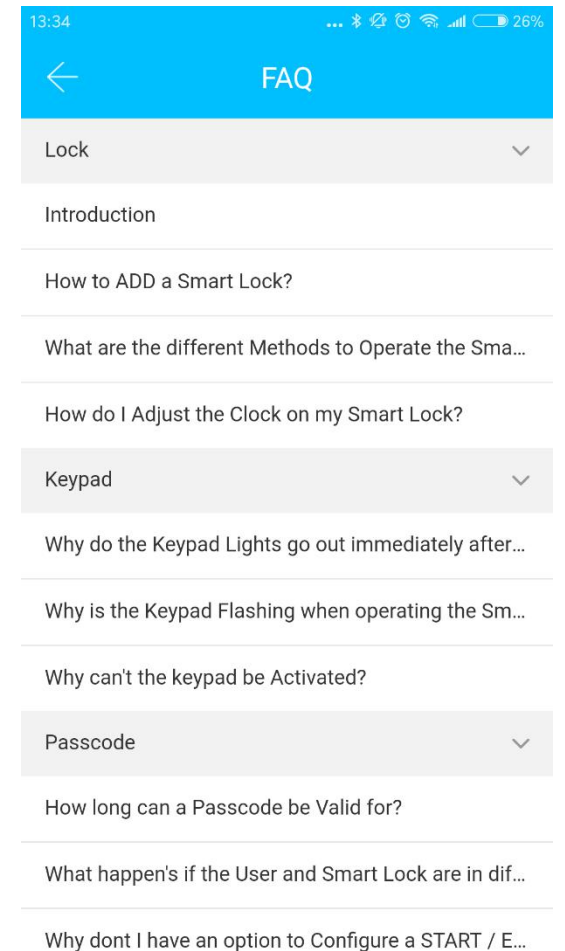 13:34 ... 26%
FAQ
Lock
Introduction
How to ADD a Smart Lock?
What are the different Methods to Operate the Sma...
How do I Adjust the Clock on my Smart Lock?
Keypad
Why do the Keypad Lights go out immediately after...
Why is the Keypad Flashing when operating the Sm...
Why can't the keypad be Activated?
Passcode
How long can a Passcode be Valid for?
What happen's if the User and Smart Lock are in dif...
Why dont I have an option to Configure a START / E...